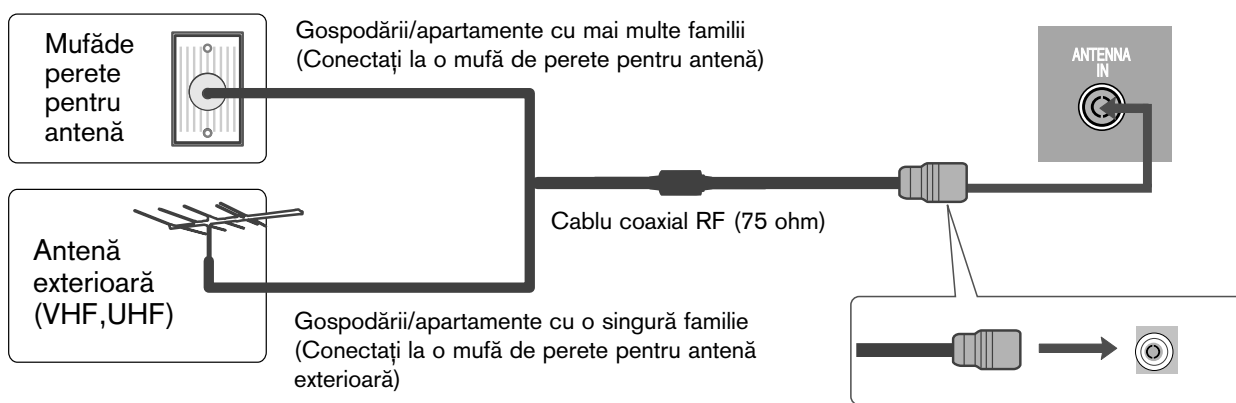 Mufăde
perete
pentru
antenă
Gospodării/apartamente cu mai multe familii
(Conectați la o mufă de perete pentru antenă)
ANTENNA
IN
Cablu coaxial RF (75 ohm)
Antenă
exterioară
(VHF,UHF)
Gospodării/apartamente cu o singură familie
(Conectați la o mufă de perete pentru antenă
exterioară)